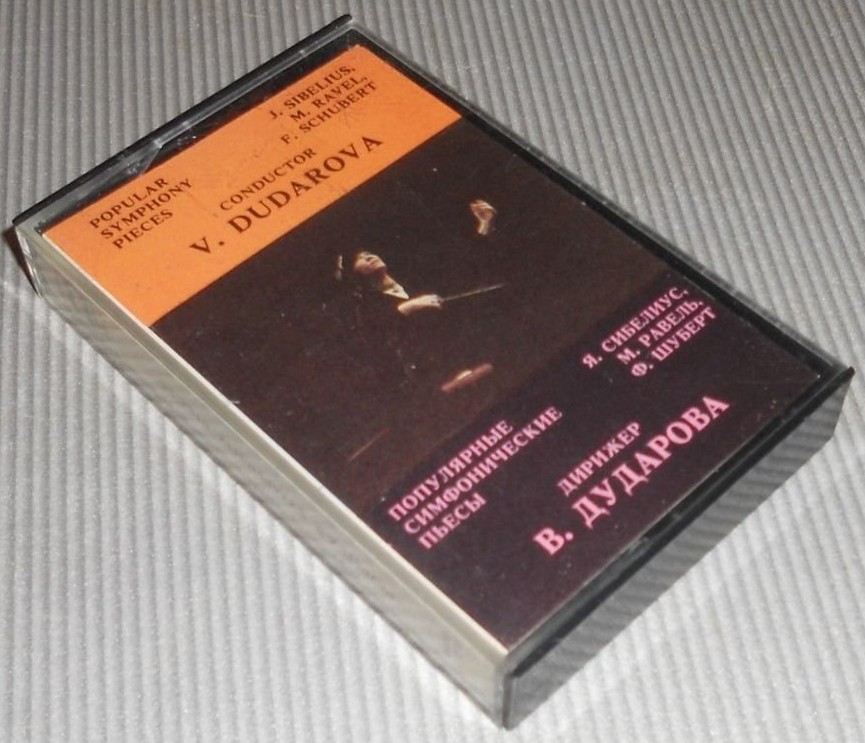 POPULAR
SYMPHONY
PIECES
J. SIBELIUS,
M. RAVEL,
F. SCHUBERT
CONDUCTOR
V. DUDAROVA
Я. СИБЕЛИУС,
М. РАВЕЛЬ,
Ф. ШУБЕРТ
ПОПУЛЯРНЫЕ
СИМФОНИЧЕСКИЕ
ПЬЕСЫ
ДИРИЖЕР
В. ДУДАРОВА